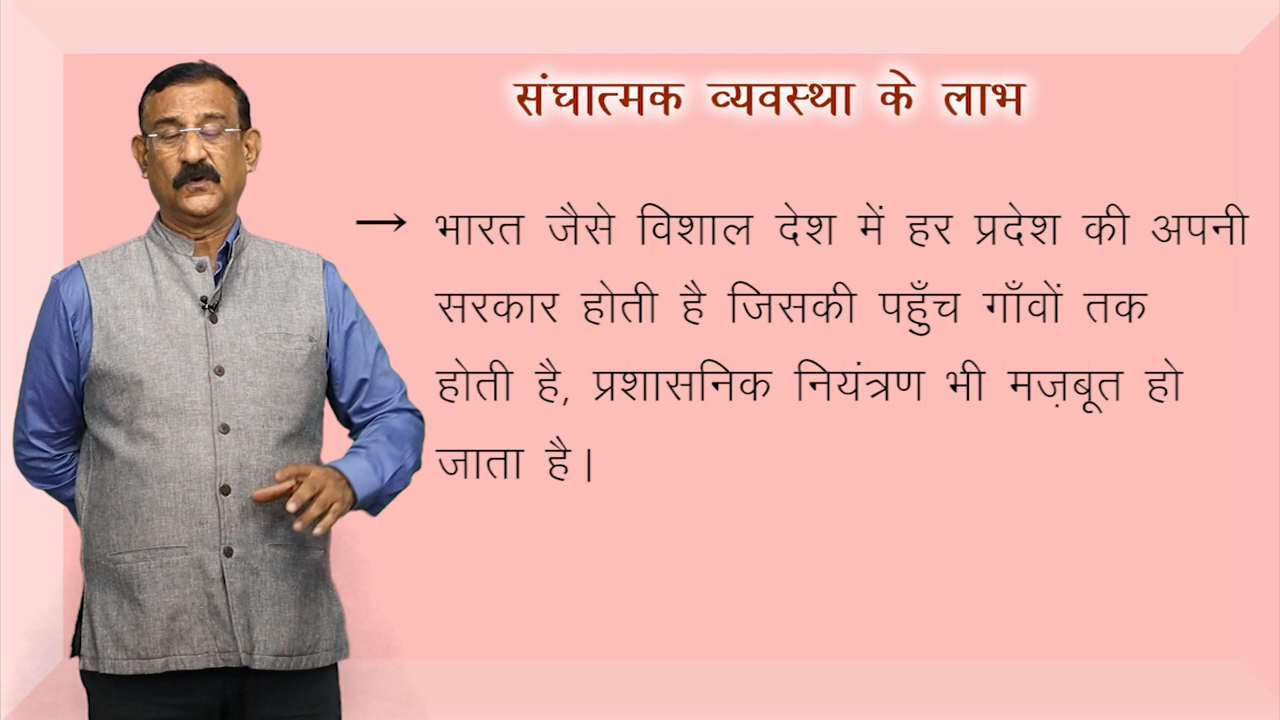 संघात्मक व्यवस्था के लाभ
→ भारत जैसे विशाल देश में हर प्रदेश की अपनी
सरकार होती है जिसकी पहुँच गाँवों तक
होती है, प्रशासनिक नियंत्रण भी मज़बूत हो
जाता है।